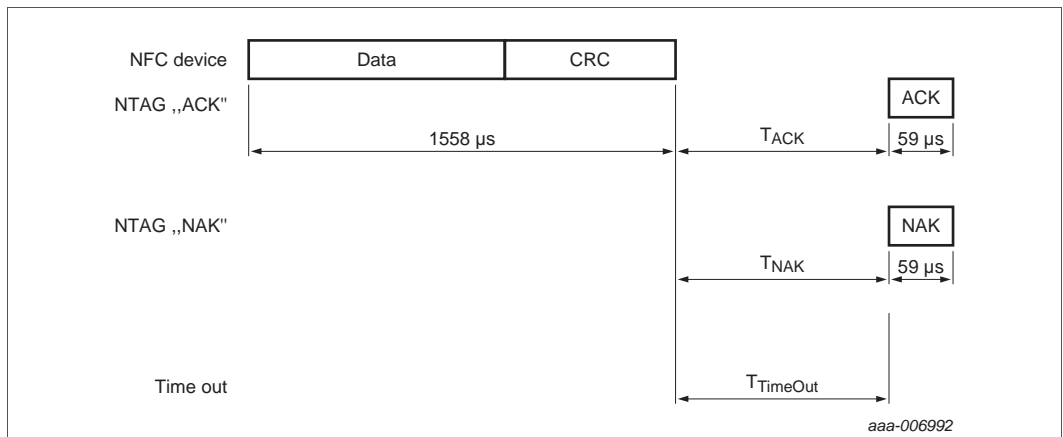 NFC device
Data
CRC
NTAG ,,ACK"
ACK
1558 µs
TACK
59 µs
NTAG ,,NAK"
NAK
TNAK
59 µs
Time out
TTimeOut
aaa-006992